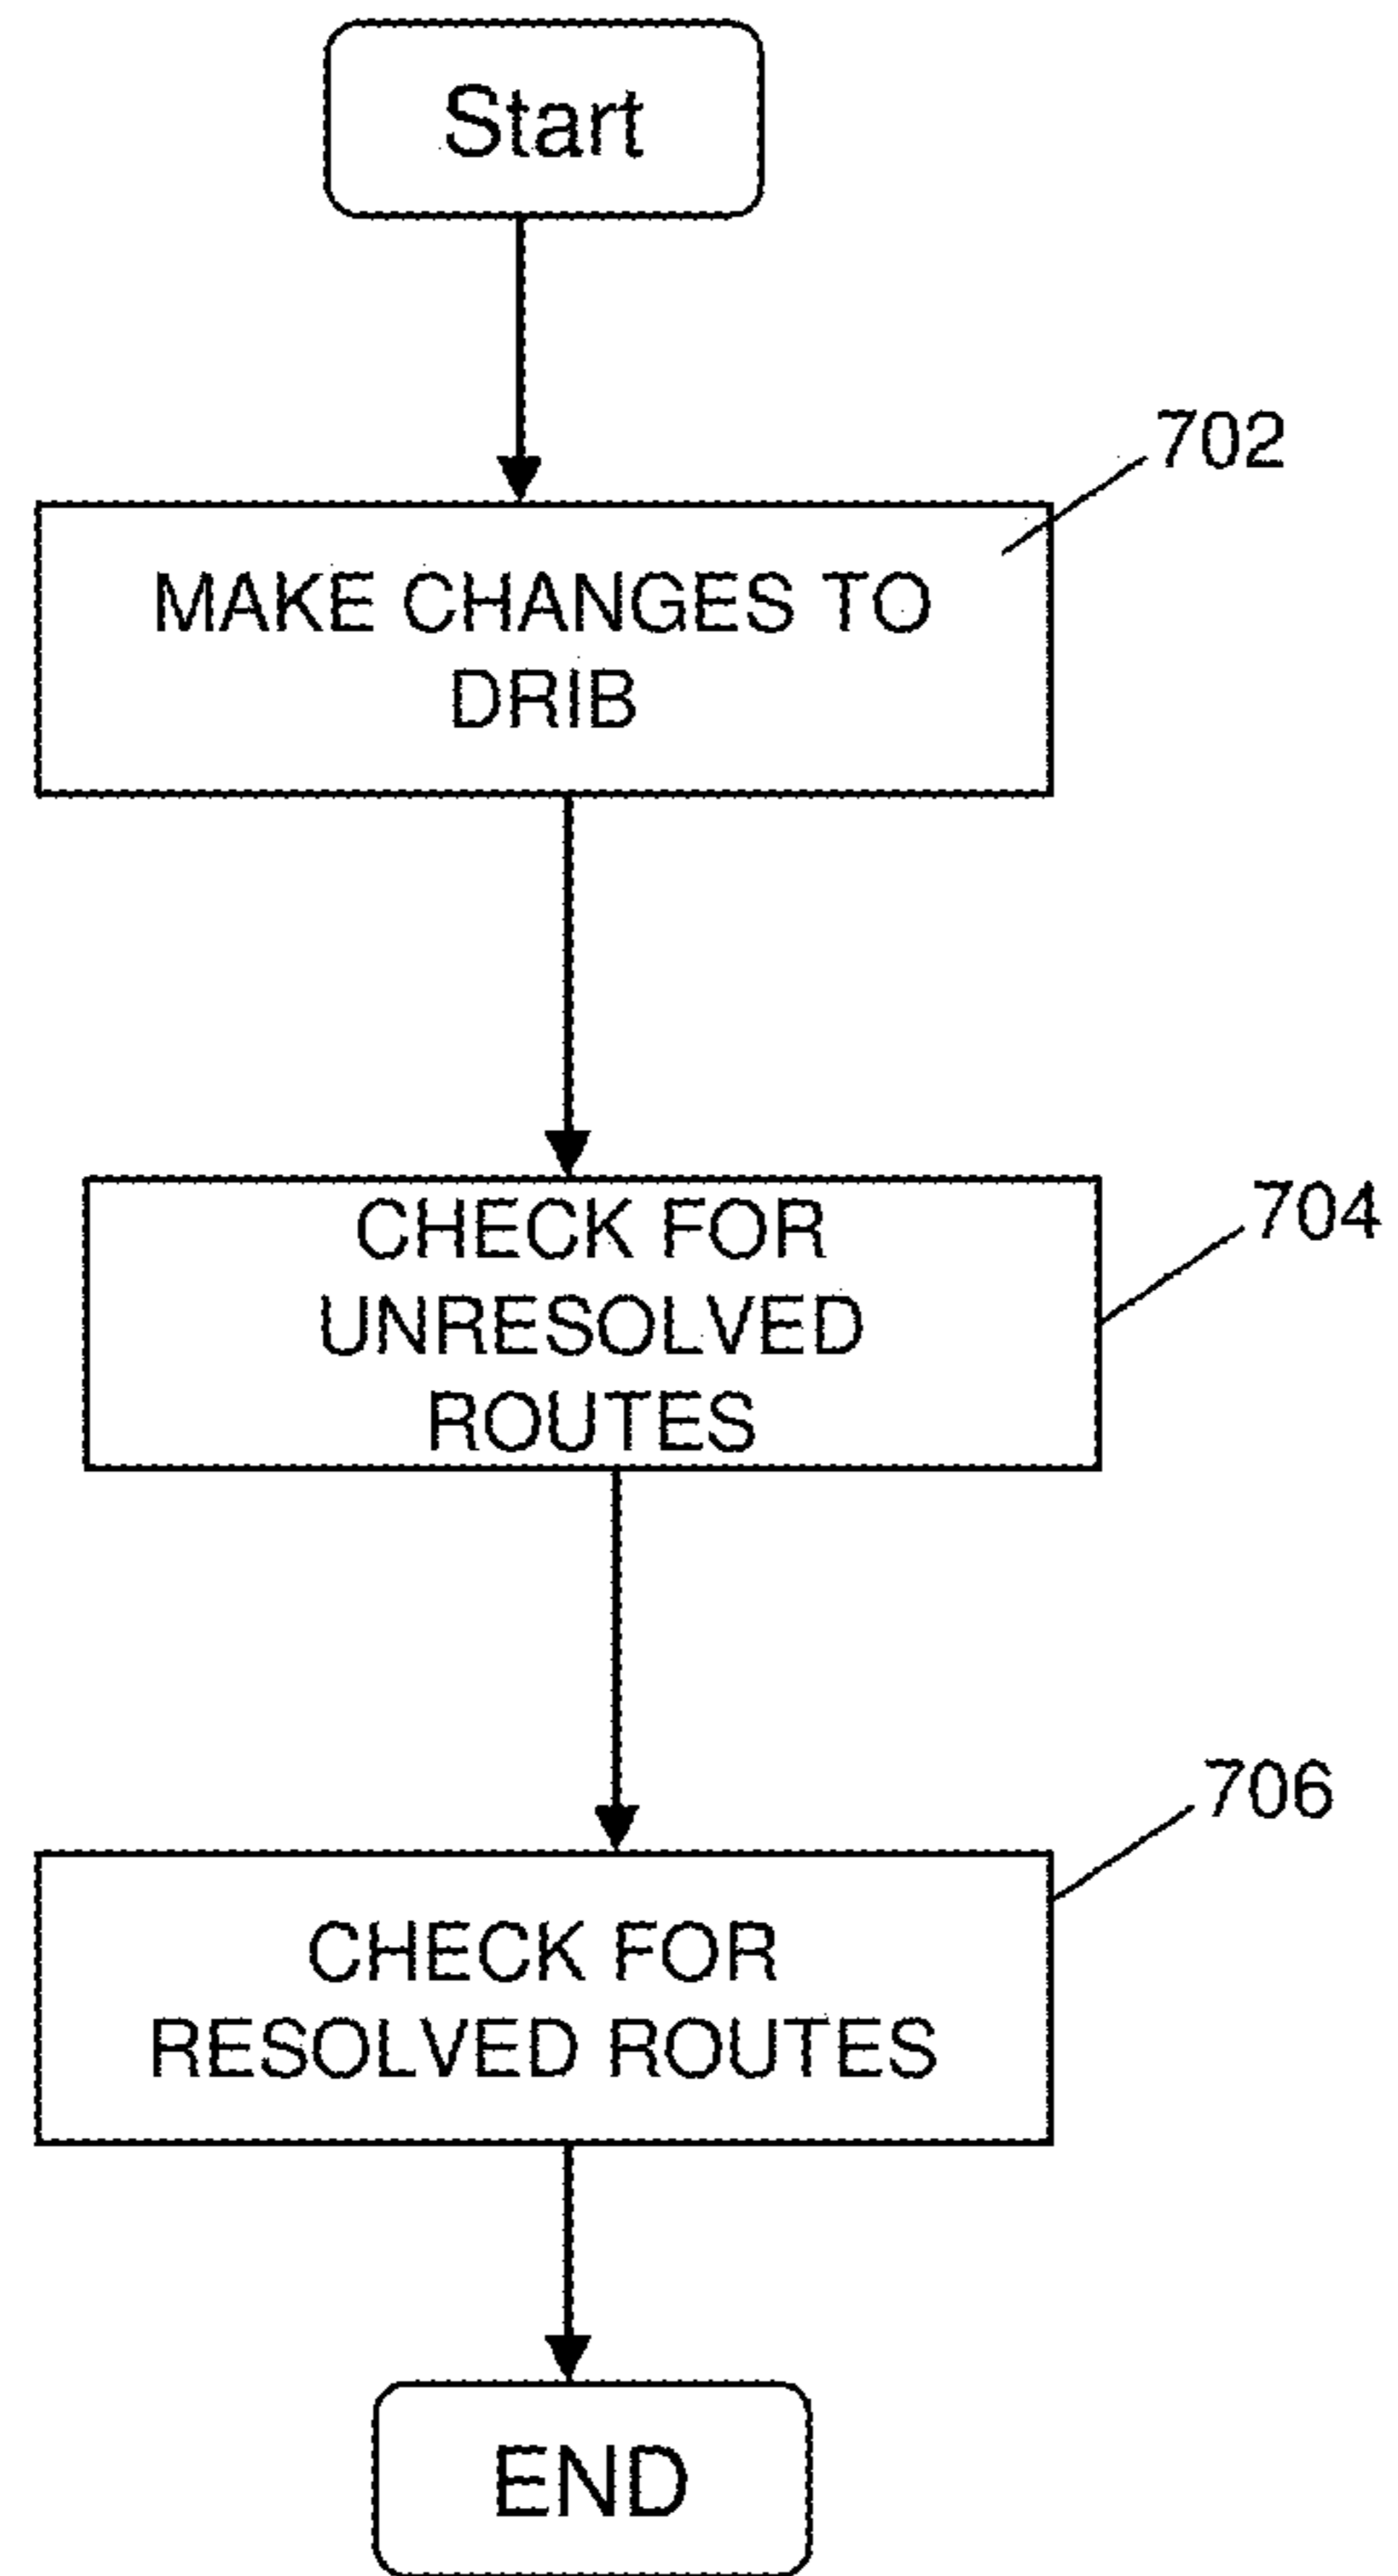 Start
702
MAKE CHANGES TO
DRIB
704
CHECK FOR
UNRESOLVED
ROUTES
706
CHECK FOR
RESOLVED ROUTES
END